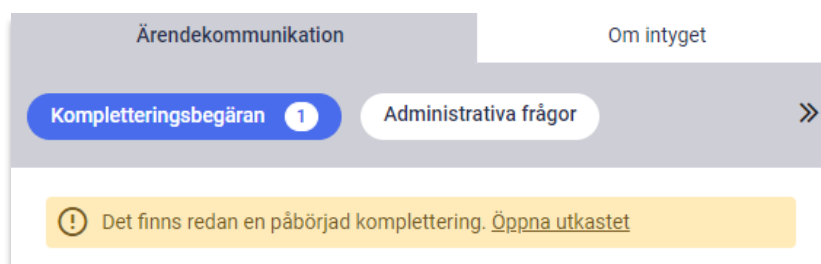 Ärendekommunikation Om intyget
Kompletteringsbegäran 1 Administrativa frågor
Det finns redan en påbörjad komplettering. Öppna utkastet